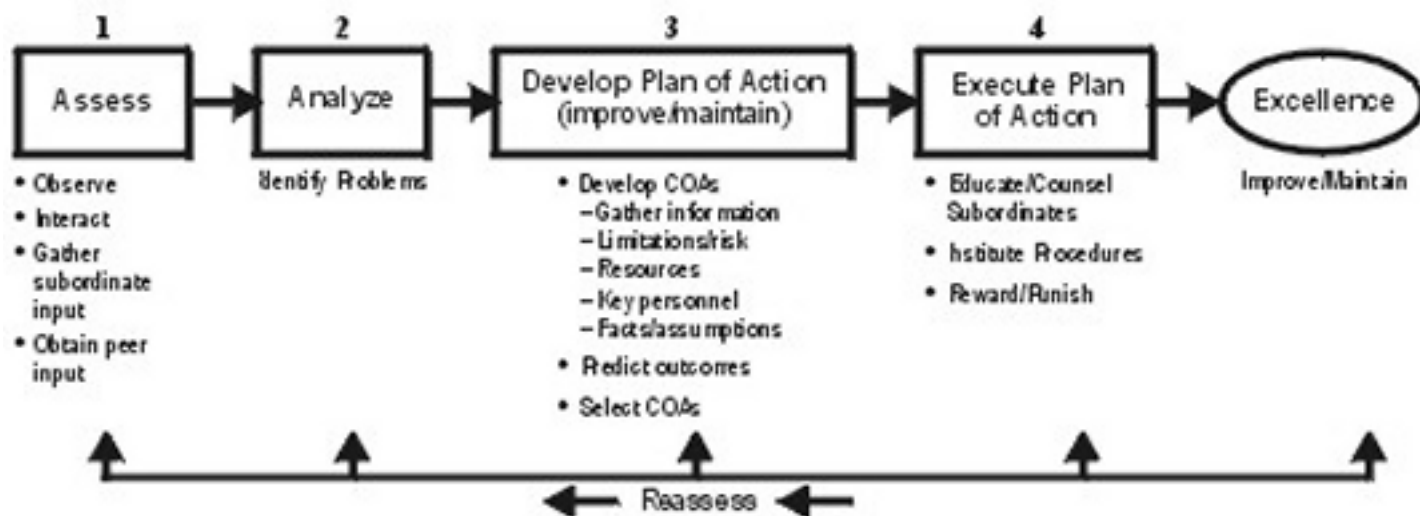 1
Assess
• Observe
• Interact
• Gather
subordinate
input
• Obtain peer
input
2
Analyze
Identify Problems
3
Develop Plan of Action
(improve/maintain)
• Develop COAs
–Gather information
–Limitations/risk
–Resources
–Key personnel
–Facts/assumptions
• Predict outcomes
• Select COAs
4
Execute Plan
of Action
• Educate/Counsel
Subordinates
• Institute Procedures
• Reward/Punish
Excellence
Improve/Maintain
Reassess